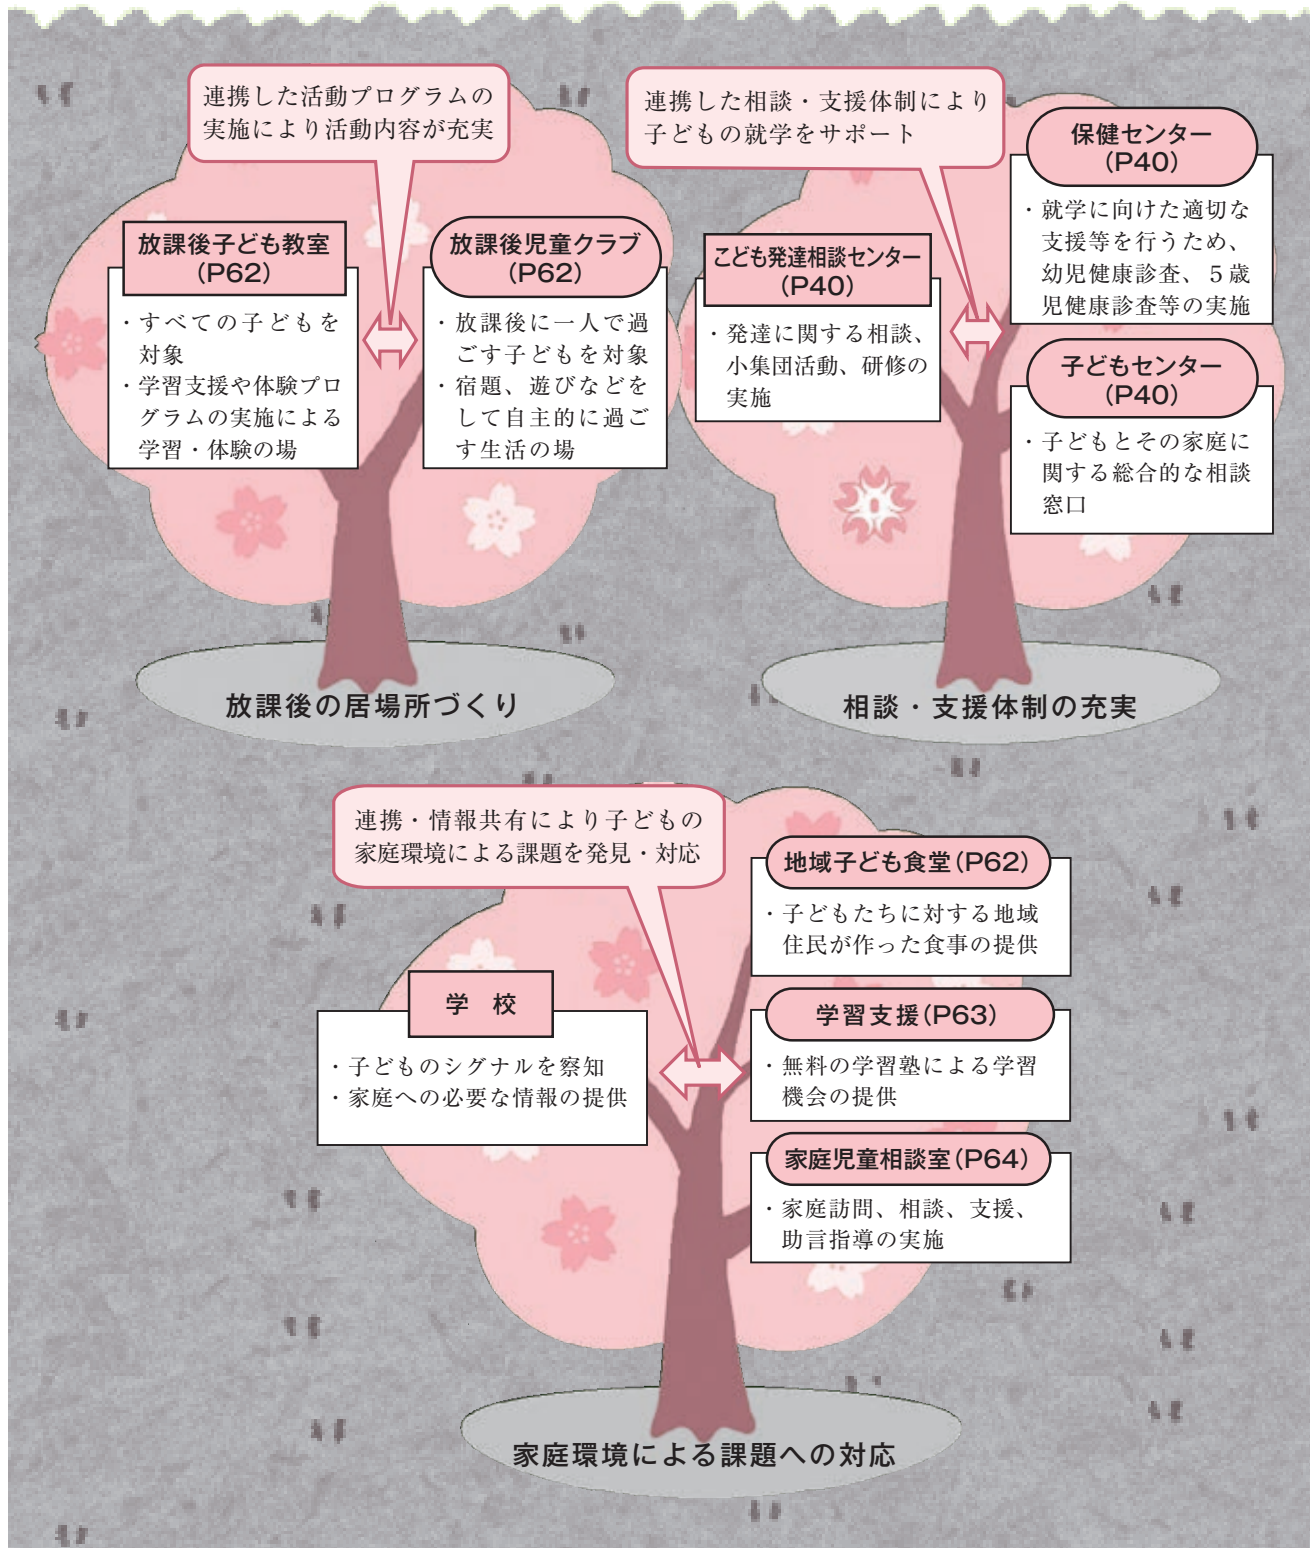 連携した活動プログラムの
実施により活動内容が充実
放課後子ども教室
(P62)
・すべての子どもを
対象
・学習支援や体験プロ
グラムの実施による
学習・体験の場
放課後児童クラブ
(P62)
・放課後に一人で過
ごす子どもを対象
・宿題、遊びなどを
して自主的に過ご
す生活の場
放課後の居場所づくり
連携した相談・支援体制により
子どもの就学をサポート
こども発達相談センター
(P40)
・発達に関する相談、
小集団活動、研修の
実施
保健センター
(P40)
・就学に向けた適切な
支援等を行うため、
幼児健康診査、５歳
児健康診査等の実施
子どもセンター
(P40)
・子どもとその家庭に
関する総合的な相談
窓口
相談・支援体制の充実
連携・情報共有により子どもの
家庭環境による課題を発見・対応
学　校
・子どものシグナルを察知
・家庭への必要な情報の提供
地域子ども食堂(P62)
・子どもたちに対する地域
住民が作った食事の提供
学習支援(P63)
・無料の学習塾による学習
機会の提供
家庭児童相談室(P64)
・家庭訪問、相談、支援、
助言指導の実施
家庭環境による課題への対応